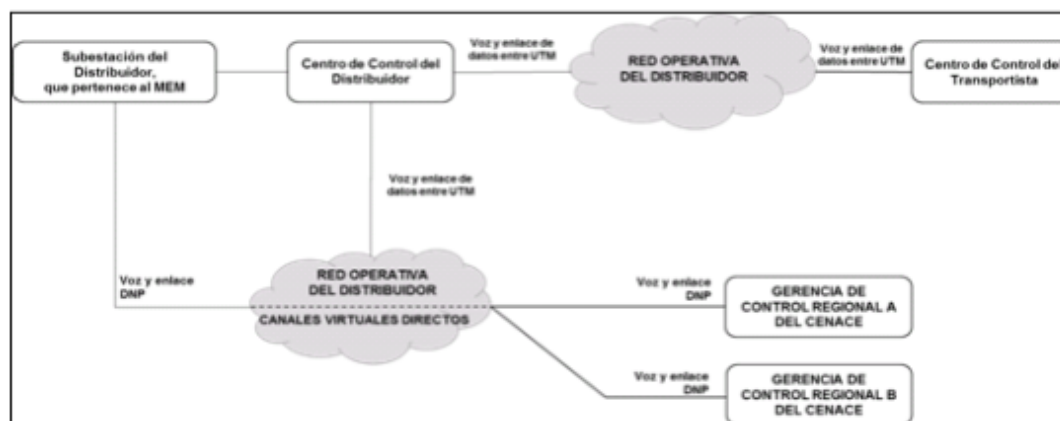 Subestación del
Distribuidor,
que pertenece al MEM
Centro de Control del
Distribuidor
Voz y enlace de
datos entre UTM
RED OPERATIVA
DEL DISTRIBUIDOR
Voz y enlace de
datos entre UTM
Centro de Control del
Transportista
Voz y enlace de
datos entre UTM
Voz y enlace
DNP
RED OPERATIVA
DEL DISTRIBUIDOR
CANALES VIRTUALES DIRECTOS
Voz y enlace
DNP
GERENCIA DE
CONTROL REGIONAL A
DEL CENACE
Voz y enlace
DNP
GERENCIA DE
CONTROL REGIONAL B
DEL CENACE